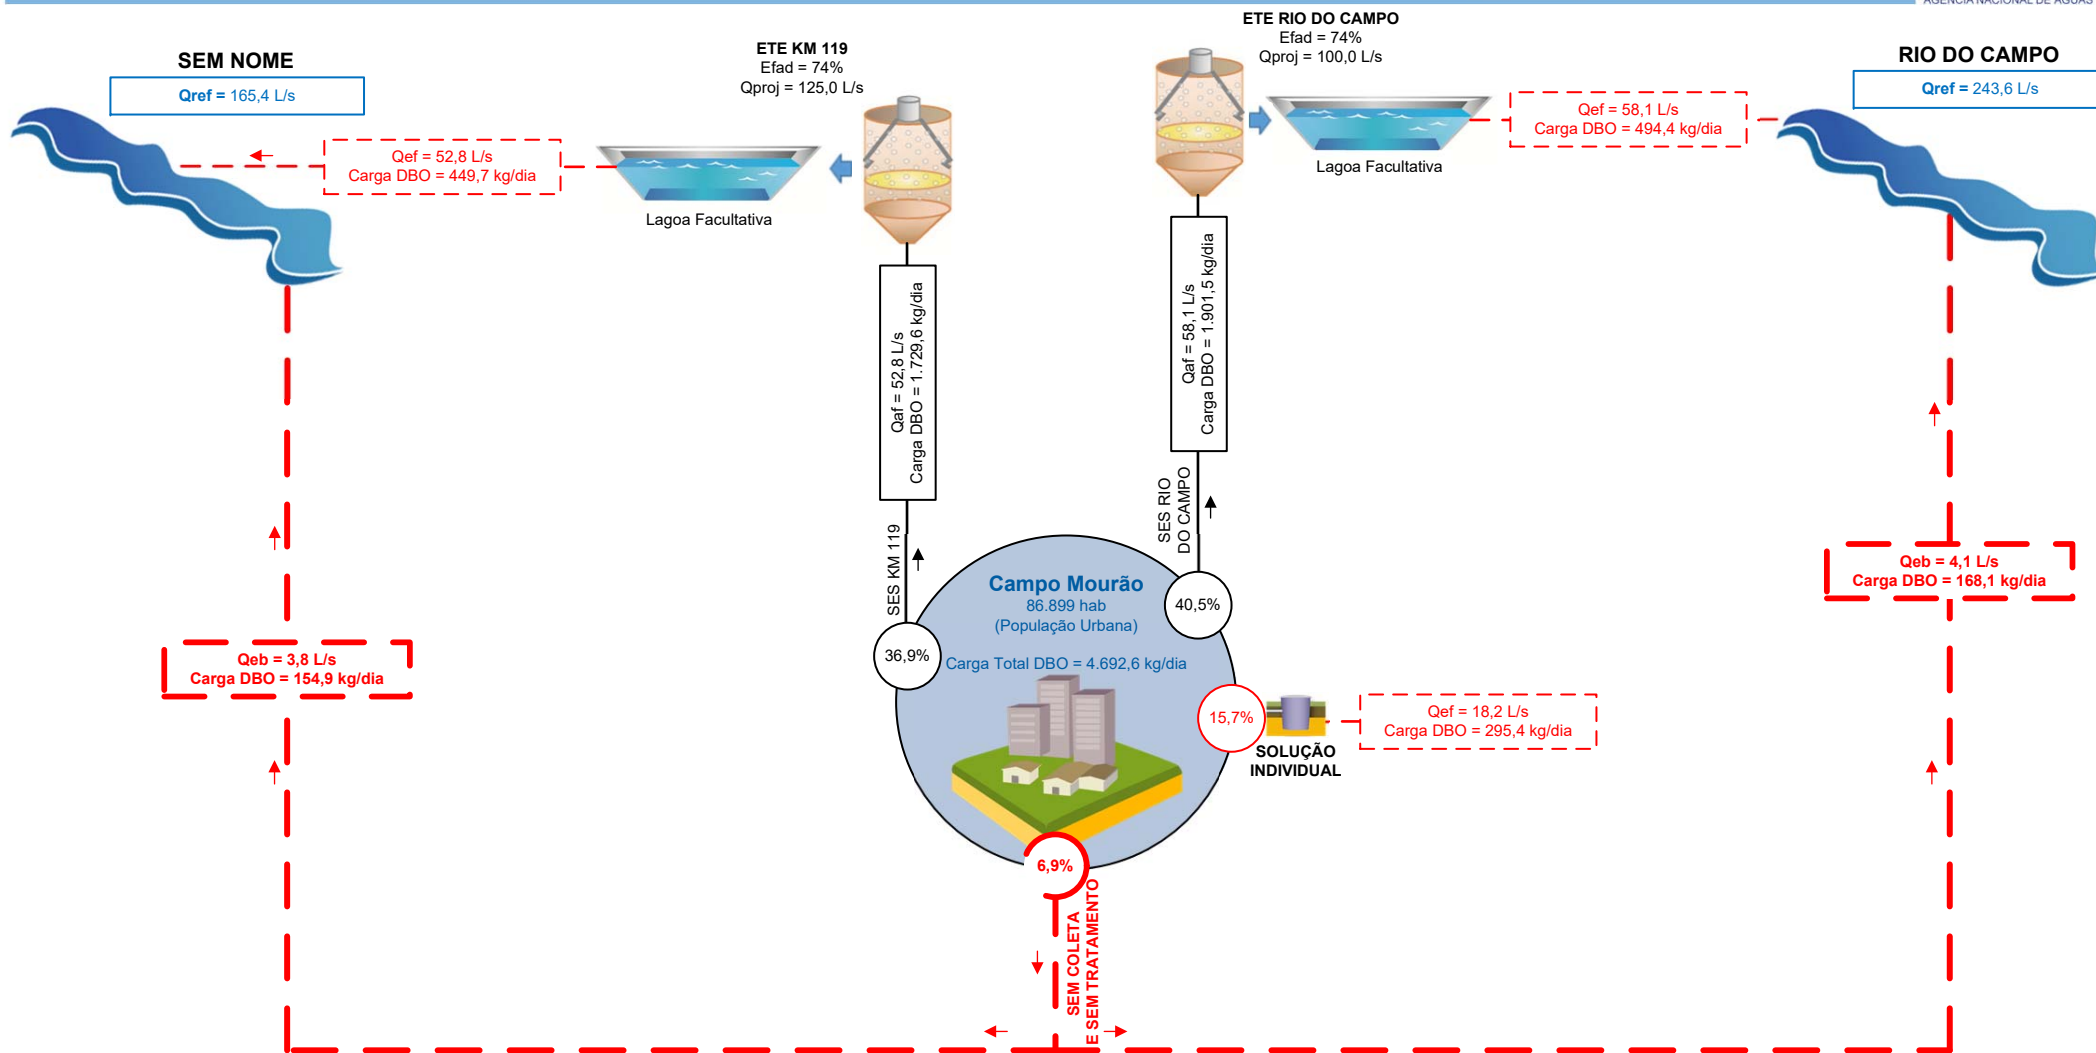 AGÊNCIA NACIONAL DE ÁGUAS
SEM NOME
Qref = 165,4 L/s
ETE KM 119
Efad = 74%
Qproj = 125,0 L/s
ETE RIO DO CAMPO
Efad = 74%
Qproj = 100,0 L/s
RIO DO CAMPO
Qref = 243,6 L/s
Qef = 52,8 L/s
Carga DBO = 449,7 kg/dia
Lagoa Facultativa
Lagoa Facultativa
Qef = 58,1 L/s
Carga DBO = 494,4 kg/dia
Qaf = 52,8 L/s
Carga DBO = 1.729,6 kg/dia
Qaf = 58,1 L/s
Carga DBO = 1.901,5 kg/dia
SES KM 119
SES RIO
DO CAMPO
Campo Mourão
86.899 hab
(População Urbana)
Carga Total DBO = 4.692,6 kg/dia
36,9%
40,5%
15,7%
6,9%
SOLUÇÃO
INDIVIDUAL
Qef = 18,2 L/s
Carga DBO = 295,4 kg/dia
Qeb = 3,8 L/s
Carga DBO = 154,9 kg/dia
Qeb = 4,1 L/s
Carga DBO = 168,1 kg/dia
SEM COLETA
E SEM TRATAMENTO